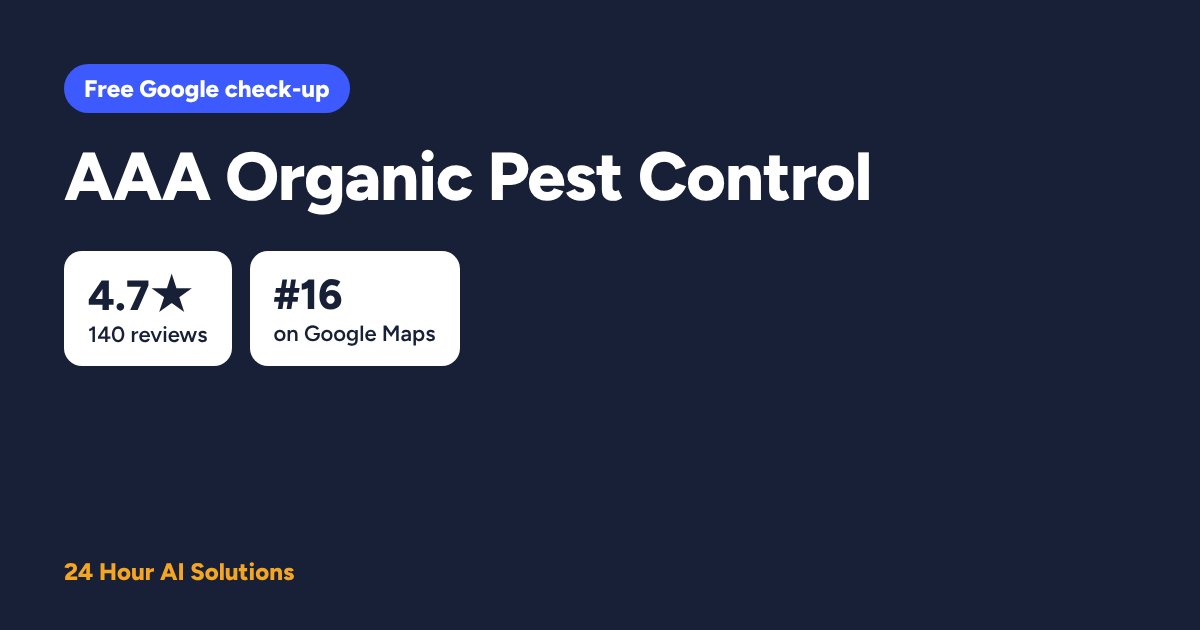 Free Google check-up
AAA Organic Pest Control
4.7★
140 reviews
#16
on Google Maps
24 Hour AI Solutions